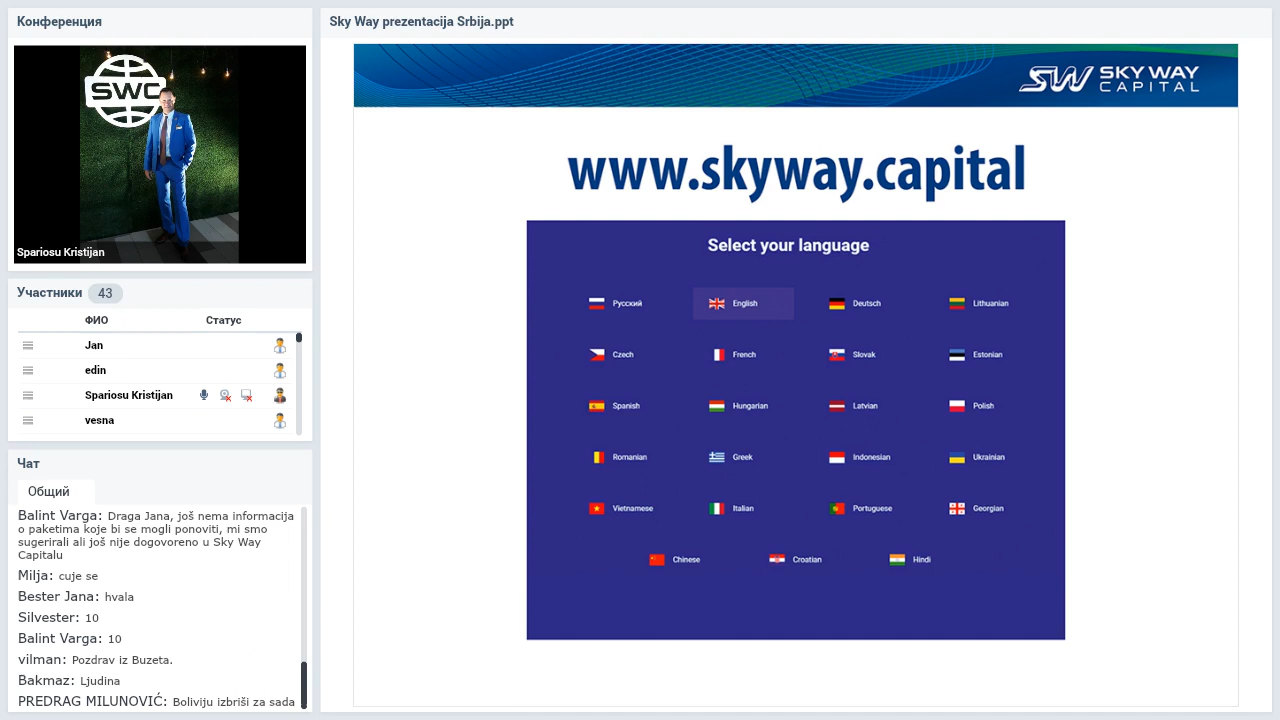 Конференция
SWC
Spariosu Kristijan
Участники 43
ФИО Статус
Jan
edin
Spariosu Kristijan
vesna
Чат
Общий
Balint Varga: Draga Jana, još nema informacija
o paketima koje bi se mogli ponoviti, mi smo
sugerirali ali još nije dogovoreno u Sky Way
Capitalu
Milja: cuje se
Bester Jana: hvala
Silvester: 10
Balint Varga: 10
vilman: Pozdrav iz Buzeta.
Bakmaz: Ljudina
PREDRAG MILUNOVIĆ: Boliviju izbriši za sada
Sky Way prezentacija Srbija.ppt
SW SKY WAY
CAPITAL
www.skyway.capital
Select your language
Русский English Deutsch Lithuanian
Czech French Slovak Estonian
Spanish Hungarian Latvian Polish
Romanian Greek Indonesian Ukrainian
Vietnamese Italian Portuguese Georgian
Chinese Croatian Hindi